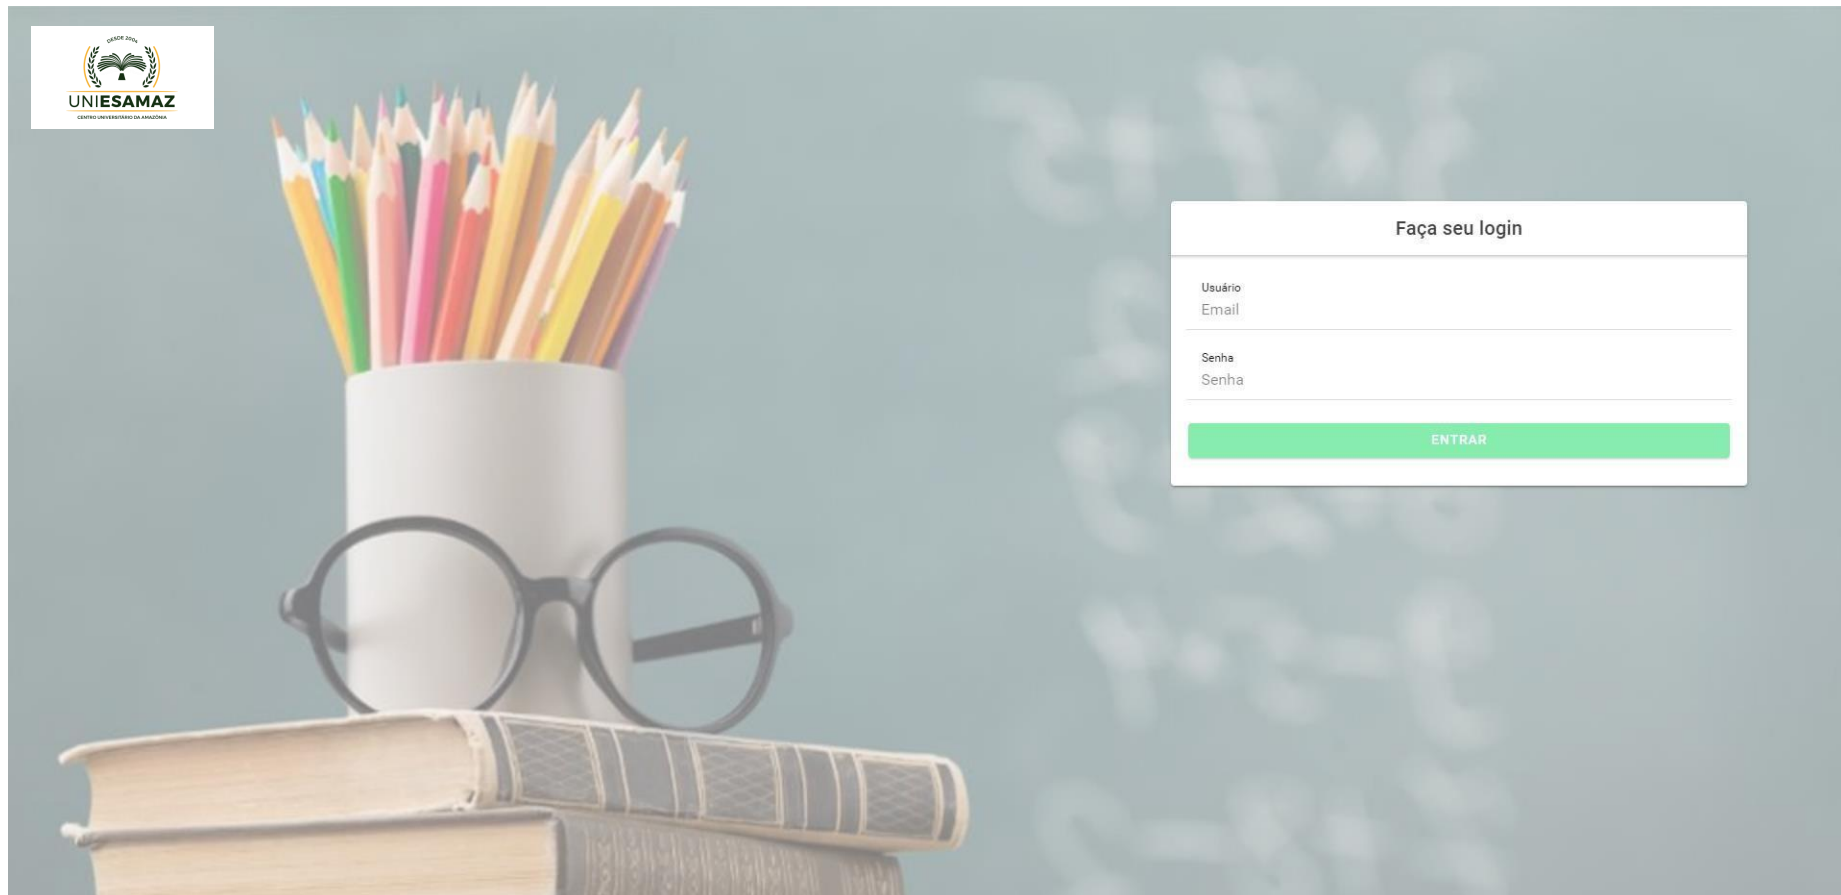 DESDE 2004
UNIESAMAZ
CENTRO UNIVERSITÁRIO DA AMAZÔNIA
Faça seu login
Usuário
Email
Senha
Senha
ENTRAR